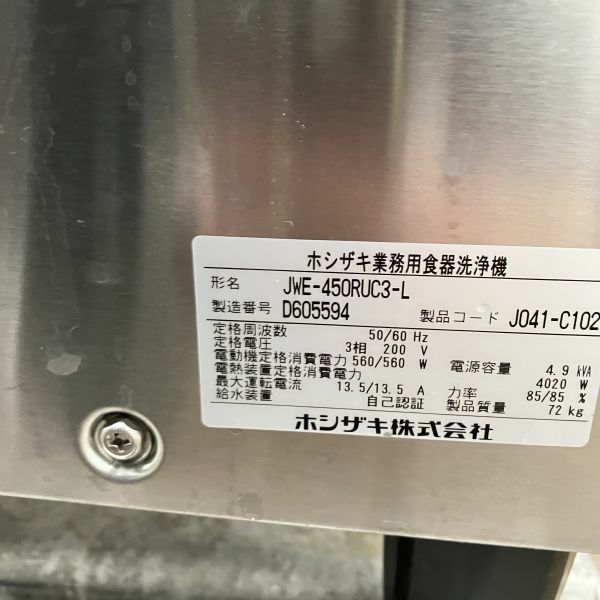 ホシザキ業務用食器洗浄機
形名 JWE-450RUC3-L
製造番号 D605594 製品コード J041-C102
定格周波数 50/60 Hz
定格電圧 3相 200 V
電動機定格消費電力 560/560 W 電源容量 4.9 kVA
電熱装置定格消費電力 4020 W
最大運転電流 13.5/13.5 A 力率 85/85 %
給水装置 自己認証 製品質量 72 kg
ホシザキ株式会社